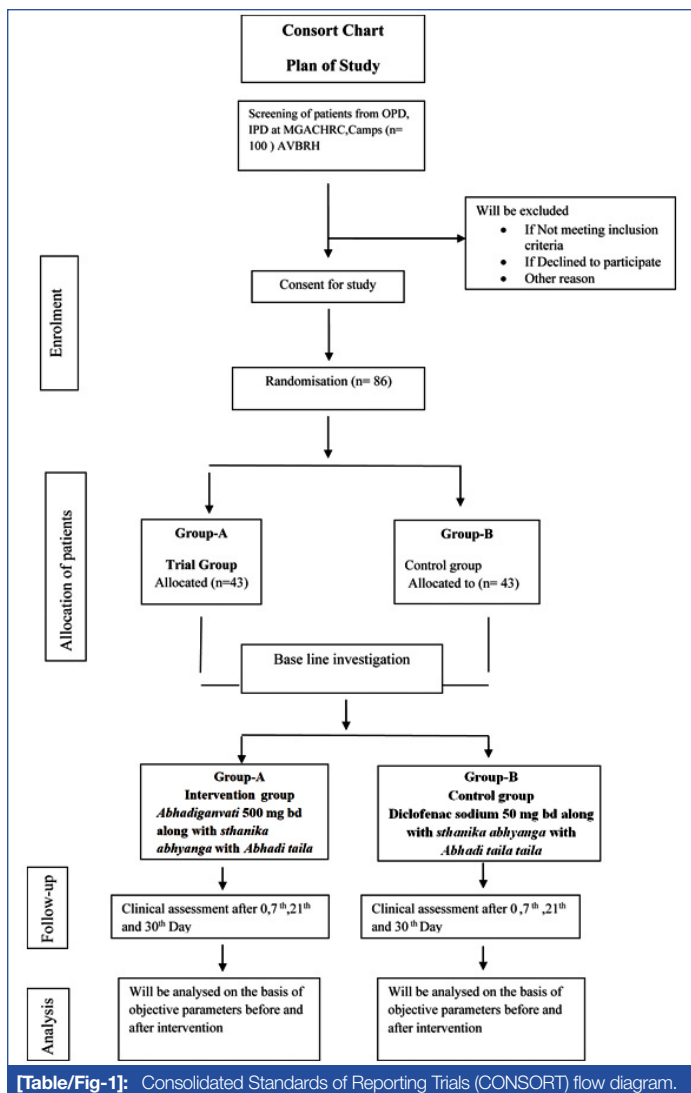 Consort Chart
Plan of Study
Screening of patients from OPD,
IPD at MGACHRC,Camps (n=
100 ) AVBRH
Will be excluded
• If Not meeting inclusion
criteria
• If Declined to participate
• Other reason
Enrolment
Consent for study
Randomisation (n= 86)
Allocation of patients
Group-A
Trial Group
Allocated (n=43)
Group-B
Control group
Allocated to (n= 43)
Base line investigation
Group-A
Intervention group
Abhadiganvati 500 mg bd
along with sthanika
abhyanga with Abhadi taila
Group-B
Control group
Diclofenac sodium 50 mg bd along
with sthanika abhyanga with
Abhadi taila taila
Follow-up
Clinical assessment after 0,7th,21th
and 30th Day
Clinical assessment after 0,7th,21th
and 30th Day
Analysis
Will be analysed on the basis of
objective parameters before and
after intervention
Will be analysed on the basis of
objective parameters before and
after intervention
[Table/Fig-1]: Consolidated Standards of Reporting Trials (CONSORT) flow diagram.